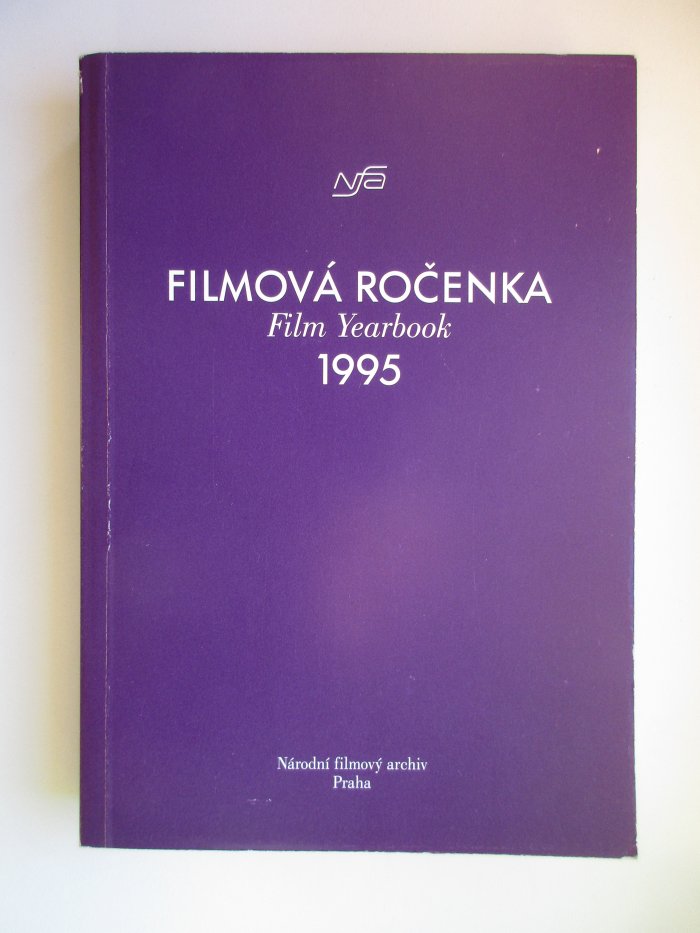 Nfa
FILMOVÁ ROČENKA
Film Yearbook
1995
Národní filmový archiv
Praha